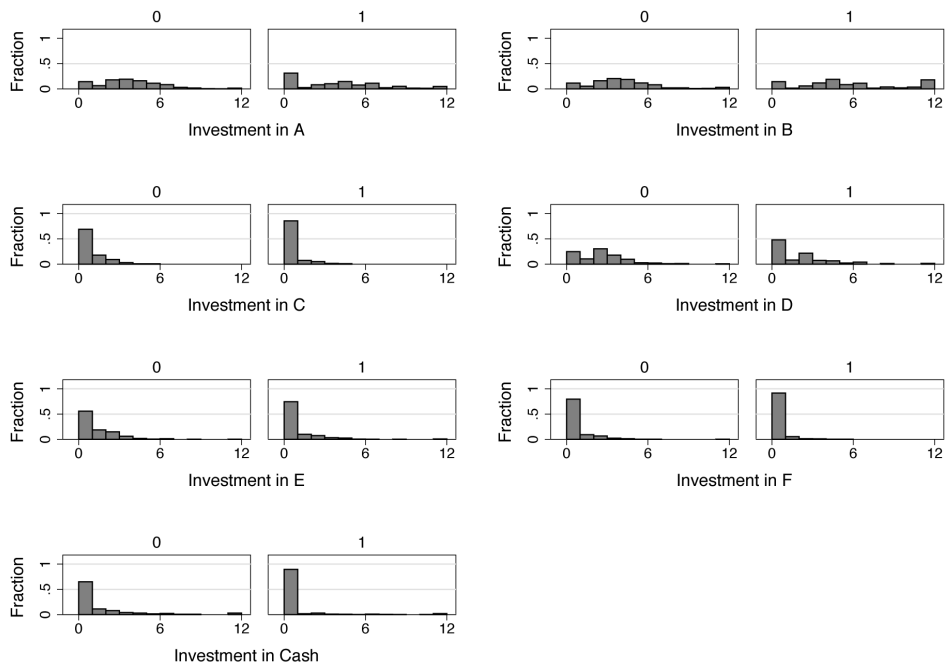 0 1 0 1
Fraction 0 .5 1 Fraction 0 .5 1
0 6 12 0 6 12 0 6 12 0 6 12
Investment in A Investment in B
0 1 0 1
Fraction 0 .5 1 Fraction 0 .5 1
0 6 12 0 6 12 0 6 12 0 6 12
Investment in C Investment in D
0 1 0 1
Fraction 0 .5 1 Fraction 0 .5 1
0 6 12 0 6 12 0 6 12 0 6 12
Investment in E Investment in F
0 1
Fraction 0 .5 1
0 6 12 0 6 12
Investment in Cash